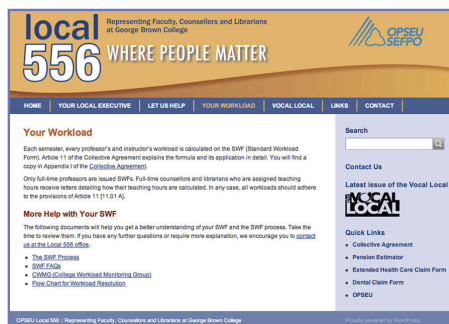 local
556
Representing Faculty, Counsellors and Librarians
at George Brown College
WHERE PEOPLE MATTER
OPSEU
SEFPO
HOME
YOUR LOCAL EXECUTIVE
LET US HELP
YOUR WORKLOAD
VOCAL LOCAL
LINKS
CONTACT
Your Workload
Each semester, every professor's and instructor's workload is calculated on the SWF (Standard Workload
Form). Article 11 of the Collective Agreement explains the formula and its application in detail. You will find a
copy in Appendix I of the Collective Agreement.
Only full-time professors are issued SWFs. Full-time counsellors and librarians who are assigned teaching
hours receive letters detailing how their teaching hours are calculated. In any case, all workloads should adhere
to the provisions of Article 11 [11.01 A].
More Help with Your SWF
The following documents will help you get a better understanding of your SWF and the SWF process. Take the
time to review them. If you have any further questions or require more explanation, we encourage you to contact
us at the Local 556 office.
The SWF Process
SWF FAQs
CWMG (College Workload Monitoring Group)
Flow Chart for Workload Resolution
Search
Contact Us
Latest issue of the Vocal Local
VOCAL
LOCAL
Quick Links
Collective Agreement
Pension Estimator
Extended Health Care Claim Form
Dental Claim Form
OPSEU
OPSEU Local 556 :: Representing Faculty, Counsellors and Librarians at George Brown College
Proudly powered by WordPress.